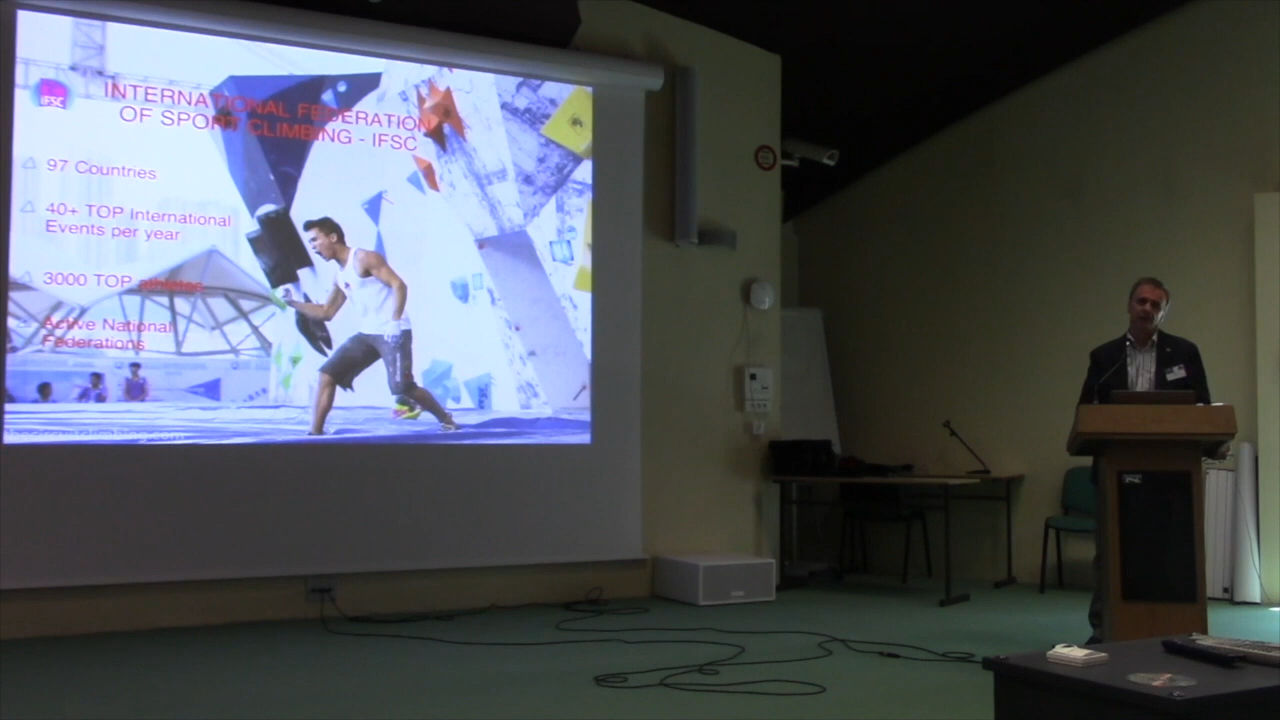 IFSC
INTERNATIONAL FEDERATION
OF SPORT CLIMBING - IFSC
97 Countries
40+ TOP International
Events per year
3000 TOP athletes
Active National
Federations